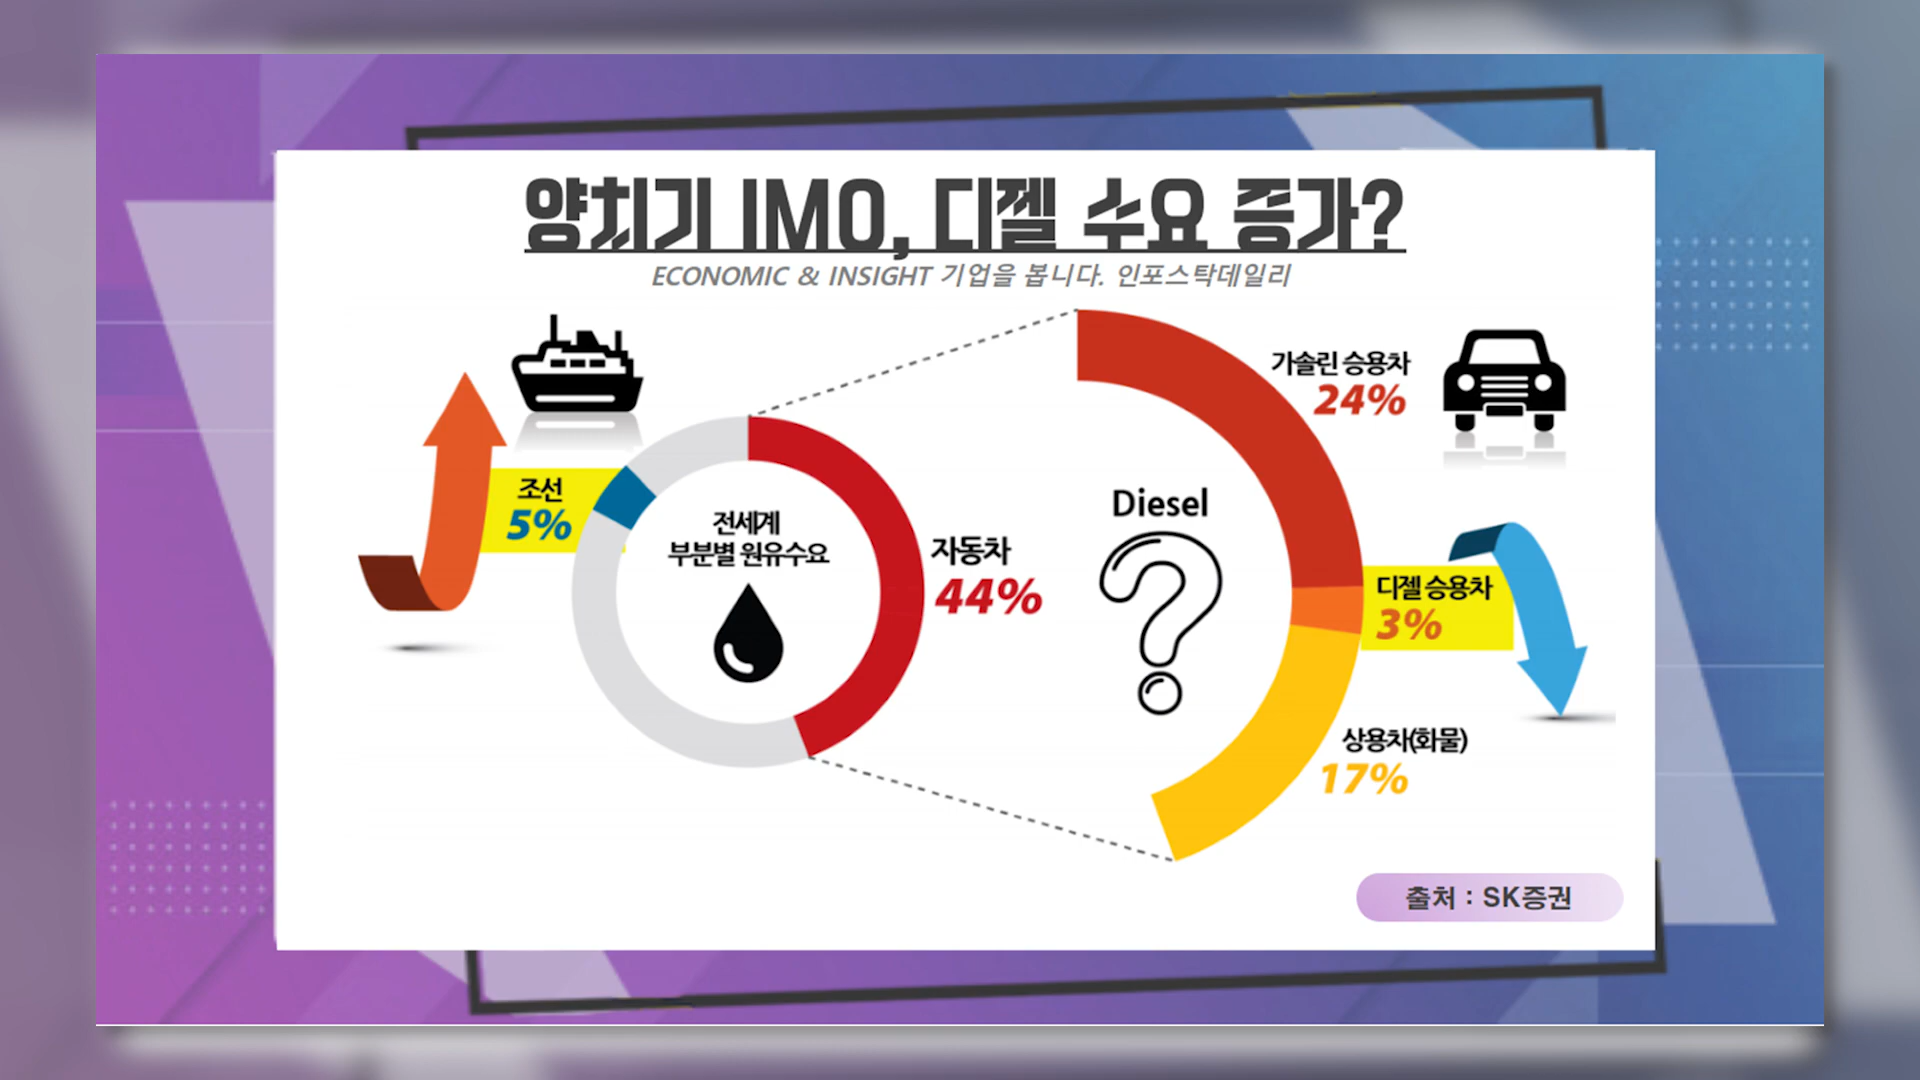 양치기 IMO, 디젤 수요 증가?
ECONOMIC & INSIGHT 기업을 봅니다. 인포스탁데일리
조선
5%
전세계
부분별 원유수요
자동차
44%
Diesel
가솔린 승용차
24%
디젤 승용차
3%
상용차(화물)
17%
출처 : SK증권